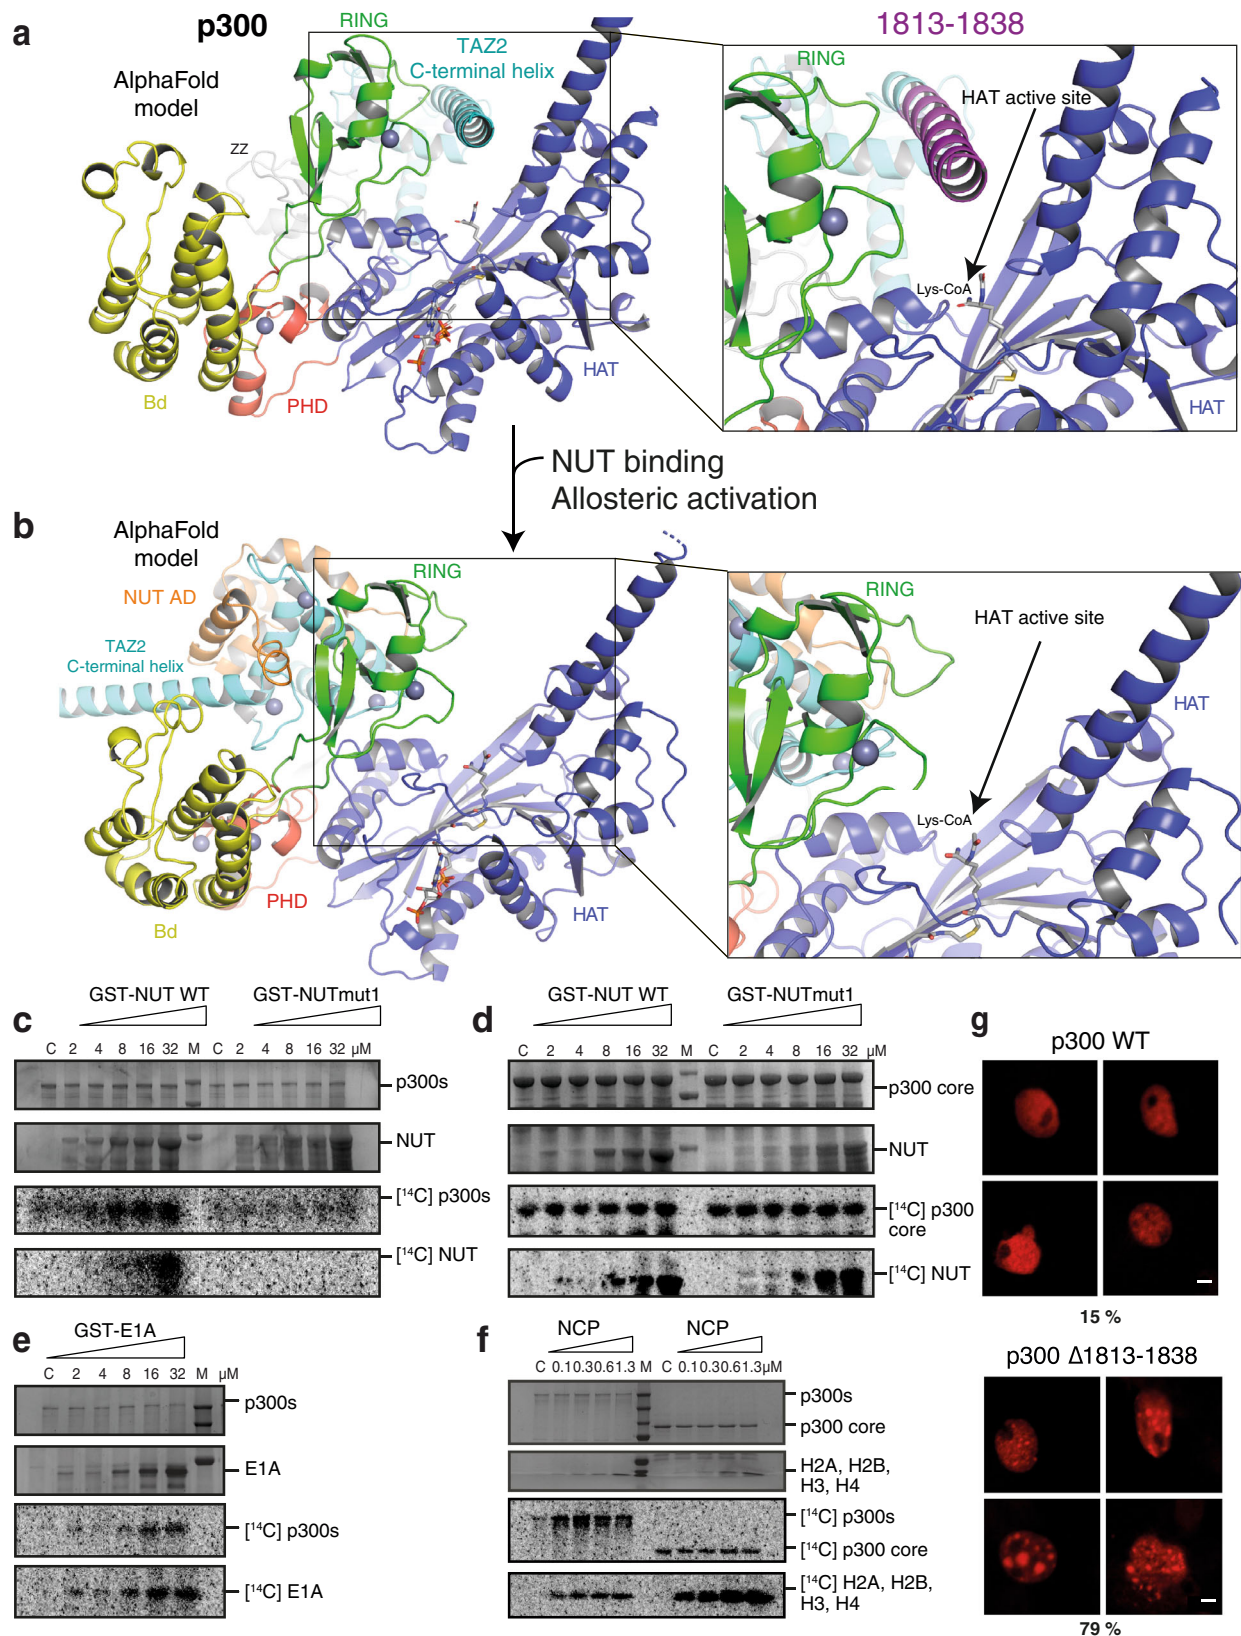 a
p300
RING
TAZ2
C-terminal helix
AlphaFold
model
ZZ
Bd
PHD
HAT
1813-1838
RING
HAT active site
Lys-CoA
HAT
NUT binding
Allosteric activation
b
AlphaFold
model
NUT AD
RING
TAZ2
C-terminal helix
PHD
Bd
HAT
RING
HAT active site
HAT
Lys-CoA
c
GST-NUT WT
GST-NUTmut1
C 2 4 8 16 32 M C 2 4 8 16 32 µM
p300s
NUT
[¹⁴C] p300s
[¹⁴C] NUT
d
GST-NUT WT
GST-NUTmut1
C 2 4 8 16 32 M C 2 4 8 16 32 µM
p300 core
NUT
[¹⁴C] p300
core
[¹⁴C] NUT
e
GST-E1A
C 2 4 8 16 32 M µM
p300s
E1A
[¹⁴C] p300s
[¹⁴C] E1A
f
NCP
NCP
C 0.1 0.3 0.6 1.3 M C 0.1 0.3 0.6 1.3 µM
p300s
p300 core
H2A, H2B,
H3, H4
[¹⁴C] p300s
[¹⁴C] p300 core
[¹⁴C] H2A, H2B,
H3, H4
g
p300 WT
15 %
p300 Δ1813-1838
79 %